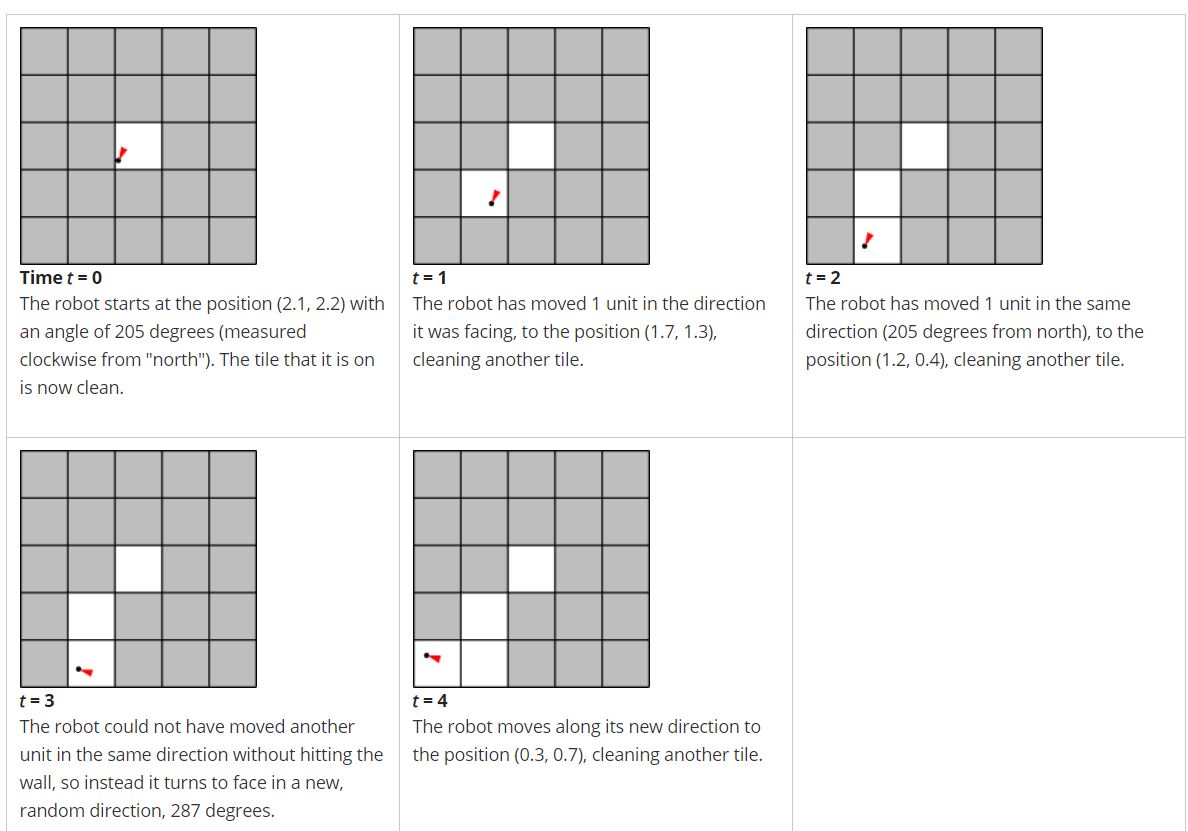 Time t = 0
The robot starts at the position (2.1, 2.2) with
an angle of 205 degrees (measured
clockwise from "north"). The tile that it is on
is now clean.
t = 1
The robot has moved 1 unit in the direction
it was facing, to the position (1.7, 1.3),
cleaning another tile.
t = 2
The robot has moved 1 unit in the same
direction (205 degrees from north), to the
position (1.2, 0.4), cleaning another tile.
t = 3
The robot could not have moved another
unit in the same direction without hitting the
wall, so instead it turns to face in a new,
random direction, 287 degrees.
t = 4
The robot moves along its new direction to
the position (0.3, 0.7), cleaning another tile.